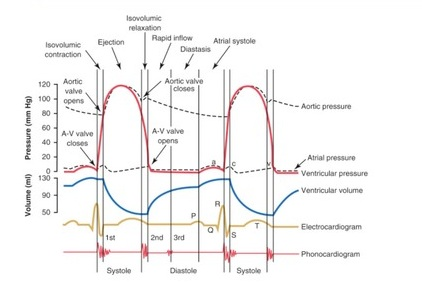 Isovolumic
relaxation
Rapid inflow
Isovolumic
contraction
Ejection
Diastasis
Atrial systole
Aortic
valve
opens
Aortic valve
closes
A-V valve
closes
A-V valve
opens
Pressure (mm Hg)
120
100
80
60
40
20
0
Volume (ml)
130
90
50
a
c
v
Aortic pressure
Atrial pressure
Ventricular pressure
Ventricular volume
Electrocardiogram
Phonocardiogram
P
Q
R
S
T
1st
2nd
3rd
Systole
Diastole
Systole